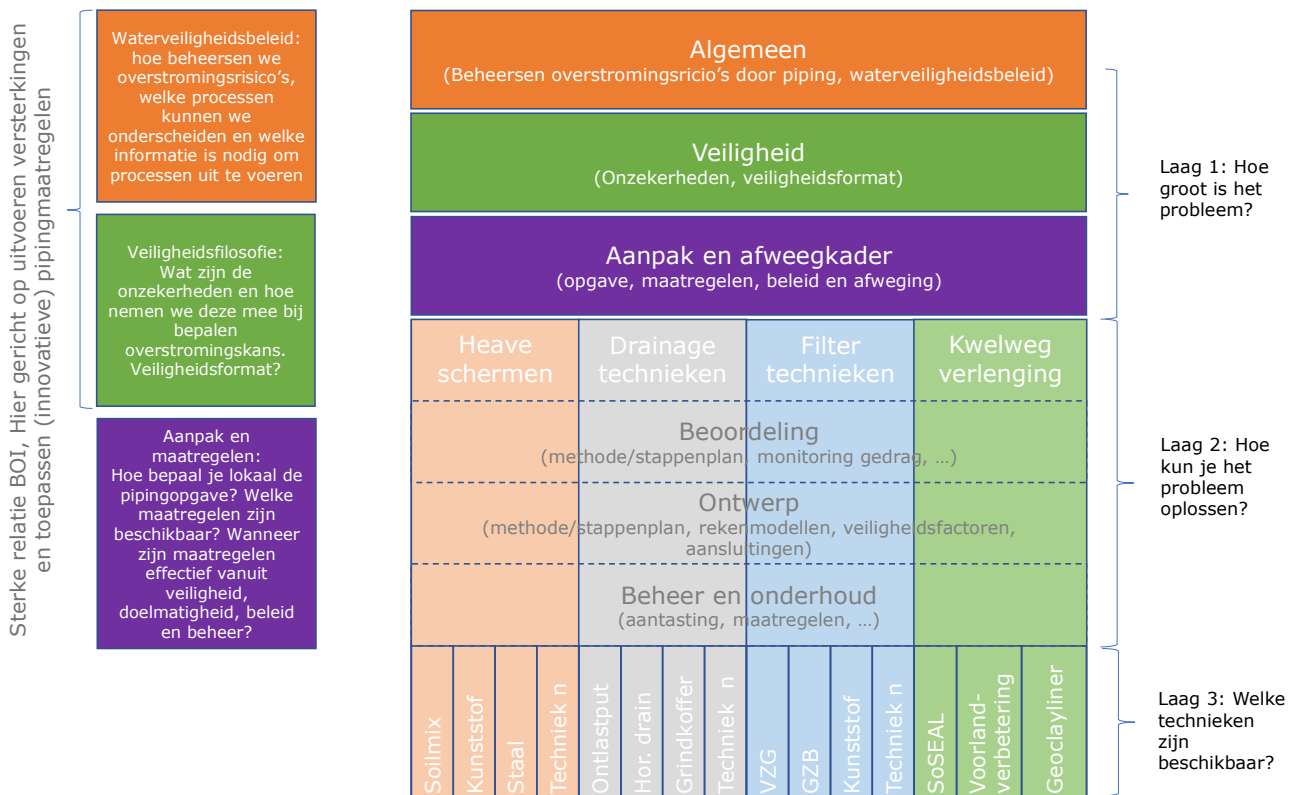 Sterke relatie BOI, Hier gericht op uitvoeren versterkingen
en toepassen (innovatieve) pipingmaatregelen
Waterveiligheidsbeleid:
hoe beheersen we
overstromingsrisico's,
welke processen
kunnen we
onderscheiden en welke
informatie is nodig om
processen uit te voeren
Veiligheidsfilosofie:
Wat zijn de
onzekerheden en hoe
nemen we deze mee bij
bepalen
overstromingskans.
Veiligheidsformat?
Aanpak en
maatregelen:
Hoe bepaal je lokaal de
pipingopgave? Welke
maatregelen zijn
beschikbaar? Wanneer
zijn maatregelen
effectief vanuit
veiligheid,
doelmatigheid, beleid
en beheer?
Algemeen
(Beheersen overstromingsricio's door piping, waterveiligheidsbeleid)
Veiligheid
(Onzekerheden, veiligheidsformat)
Aanpak en afweegkader
(opgave, maatregelen, beleid en afweging)
Heave
schermen
Drainage
technieken
Filter
technieken
Kwelweg
verlenging
Beoordeling
(methode/stappenplan, monitoring gedrag, …)
Ontwerp
(methode/stappenplan, rekenmodellen, veiligheidsfactoren,
aansluitingen)
Beheer en onderhoud
(aantasting, maatregelen, …)
Soilmix
Kunststof
Staal
Techniek n
Ontlastput
Hor. drain
Grindkoffer
Techniek n
VZG
GZB
Kunststof
Techniek n
SoSEAL
Voorland-
verbetering
Geoclayliner
Laag 1: Hoe
groot is het
probleem?
Laag 2: Hoe
kun je het
probleem
oplossen?
Laag 3: Welke
technieken
zijn
beschikbaar?